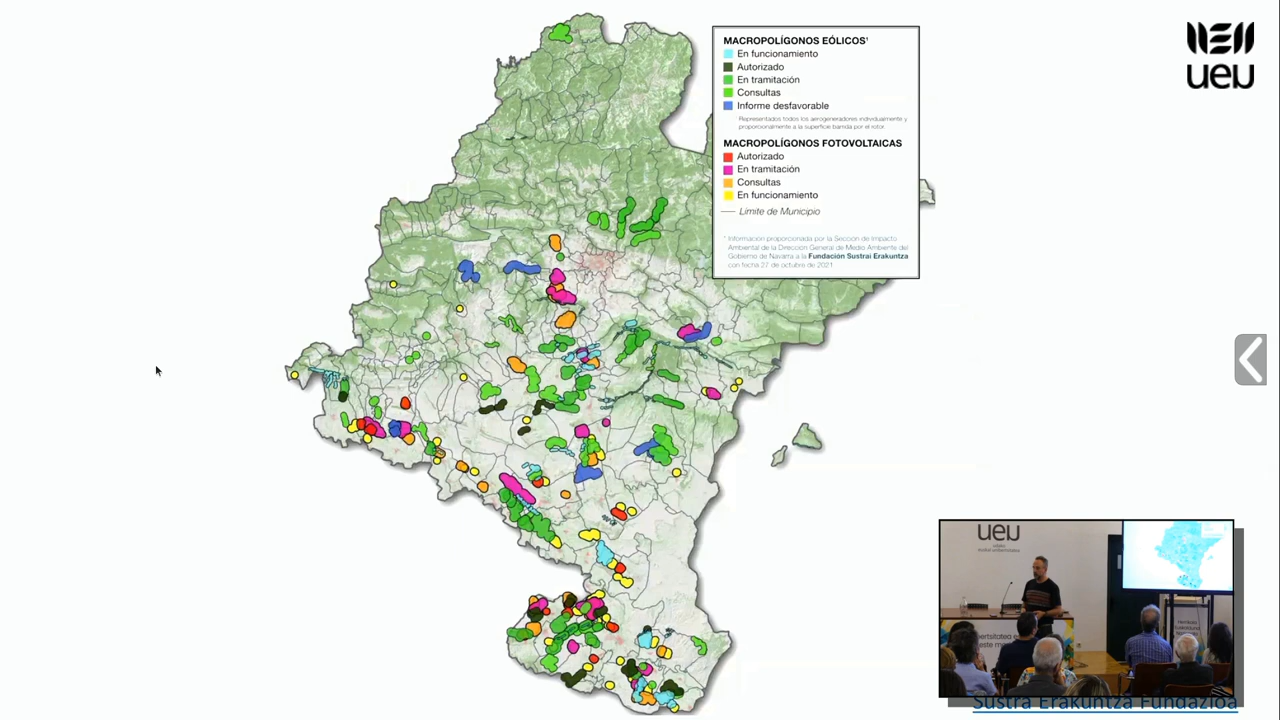 MACROPOLÍGONOS EÓLICOS¹
En funcionamiento
Autorizado
En tramitación
Consultas
Informe desfavorable
Representados todos los aerogeneradores individualmente y
proporcionalmente a la superficie barrida por el rotor.
MACROPOLÍGONOS FOTOVOLTAICAS
Autorizado
En tramitación
Consultas
En funcionamiento
Limite de Municipio
* Información proporcionada por la Sección de Impacto
Ambiental de la Dirección General de Medio Ambiente del
Gobierno de Navarra a la Fundación Sustrai Erakuntza
con fecha 27 de octubre de 2021.
ueu
ueu
Sustra Erakuntza Fundazioa